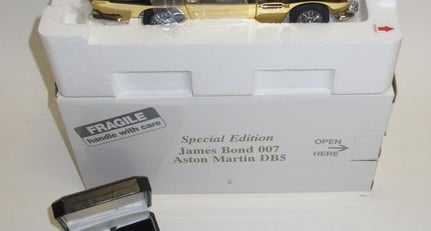 FRAGILE
handle with care
Special Edition
James Bond 007
Aston Martin DB5
OPEN
HERE